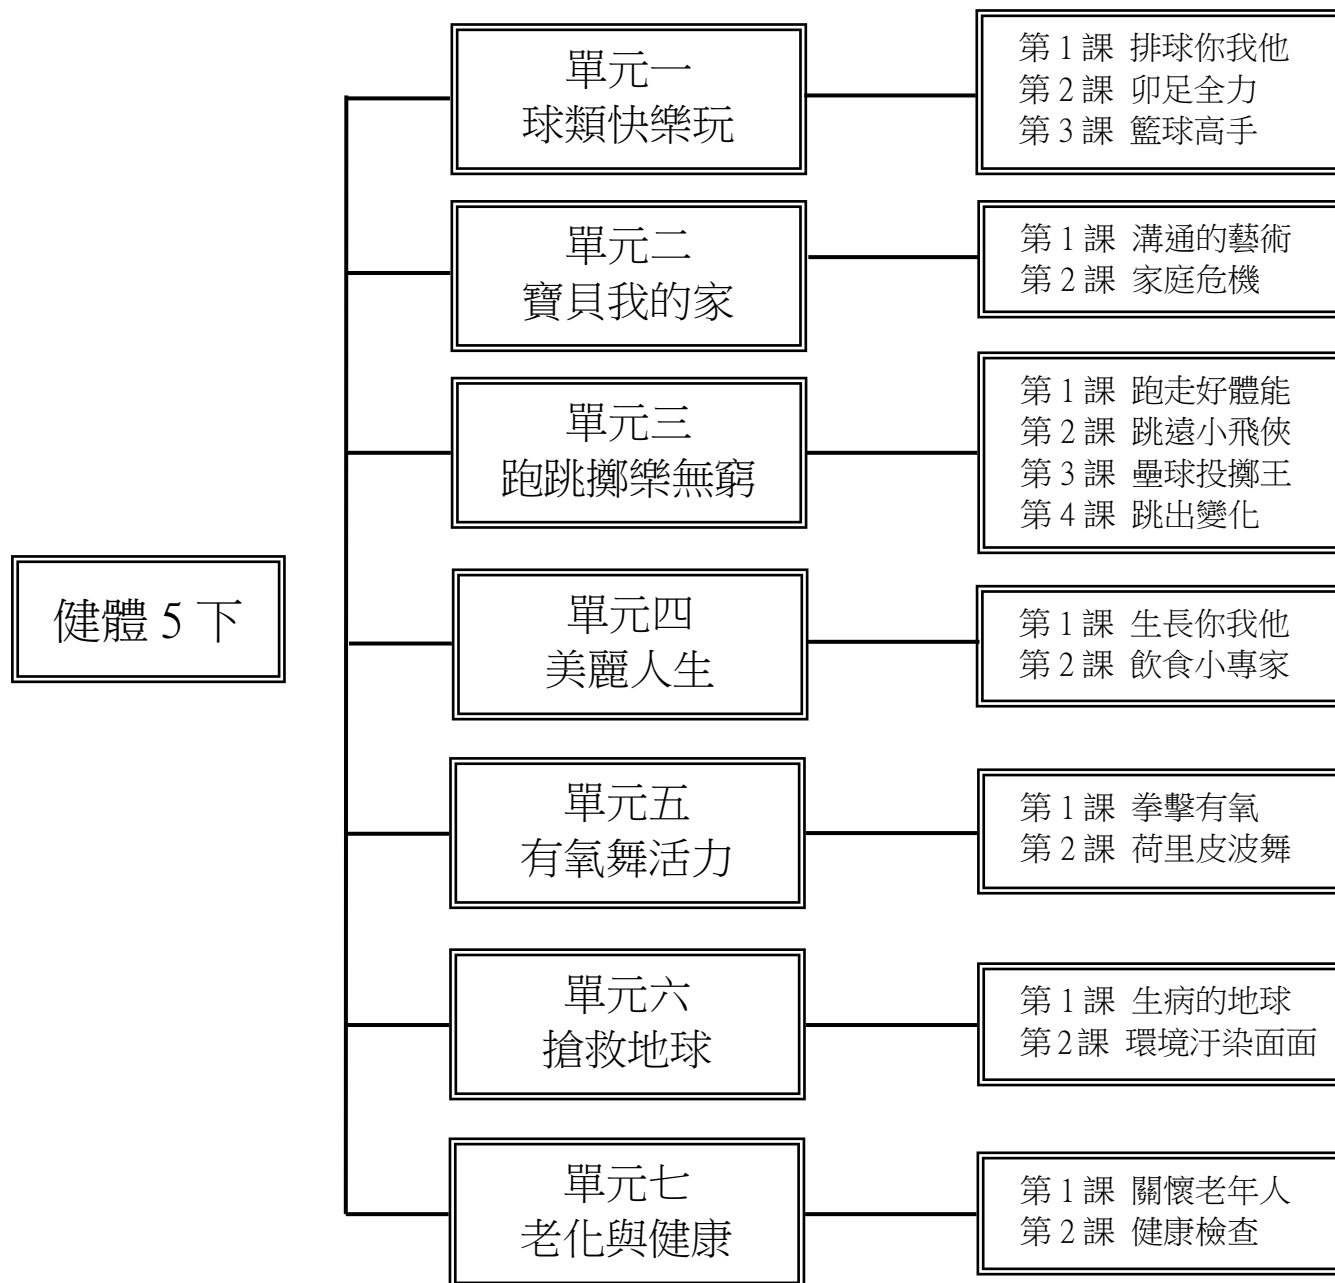 健體 5 下
單元一
球類快樂玩
第 1 課 排球你我他
第 2 課 卯足全力
第 3 課 籃球高手
單元二
寶貝我的家
第 1 課 溝通的藝術
第 2 課 家庭危機
單元三
跑跳擲樂無窮
第 1 課 跑走好體能
第 2 課 跳遠小飛俠
第 3 課 壘球投擲王
第 4 課 跳出變化
單元四
美麗人生
第 1 課 生長你我他
第 2 課 飲食小專家
單元五
有氧舞活力
第 1 課 拳擊有氧
第 2 課 荷里皮波舞
單元六
搶救地球
第 1 課 生病的地球
第 2 課 環境汙染面面
單元七
老化與健康
第 1 課 關懷老年人
第 2 課 健康檢查